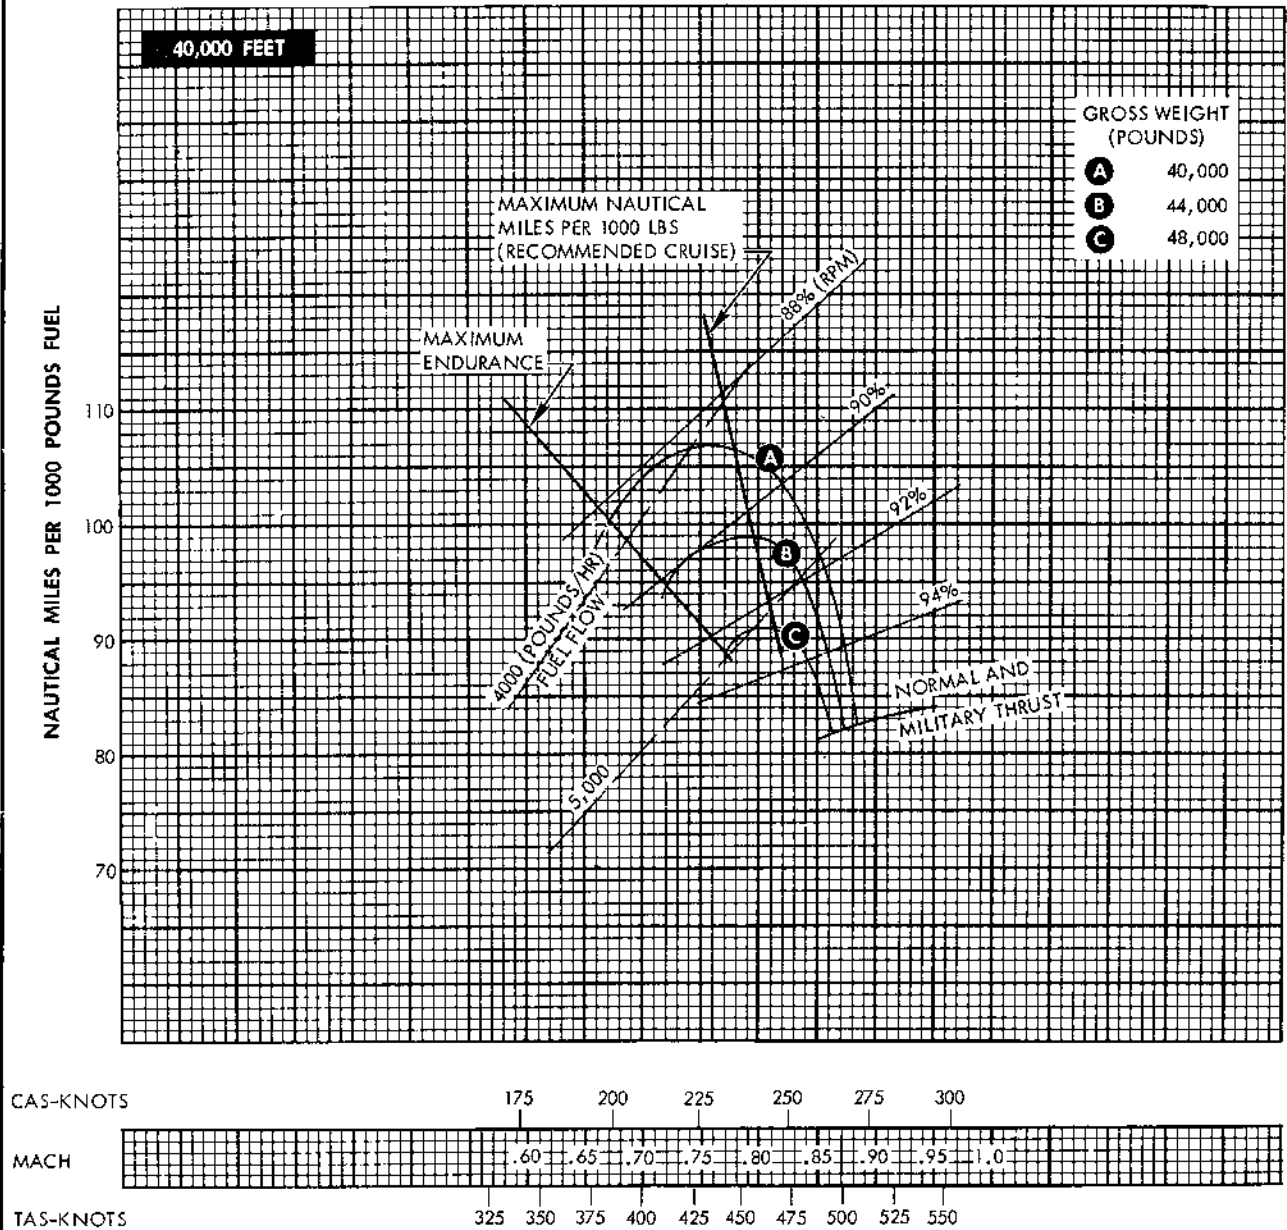 40,000 FEET
GROSS WEIGHT
(POUNDS)
A 40,000
B 44,000
C 48,000
MAXIMUM NAUTICAL
MILES PER 1000 LBS
(RECOMMENDED CRUISE)
88% (RPM)
MAXIMUM
ENDURANCE
NAUTICAL MILES PER 1000 POUNDS FUEL
110
100
90
80
70
90%
A
92%
B
94%
C
4000 (POUNDS/HR)
FUEL FLOW
NORMAL AND
MILITARY THRUST
5,000
CAS-KNOTS 175 200 225 250 275 300
MACH .60 .65 .70 .75 .80 .85 .90 .95 1.0
TAS-KNOTS 325 350 375 400 425 450 475 500 525 550